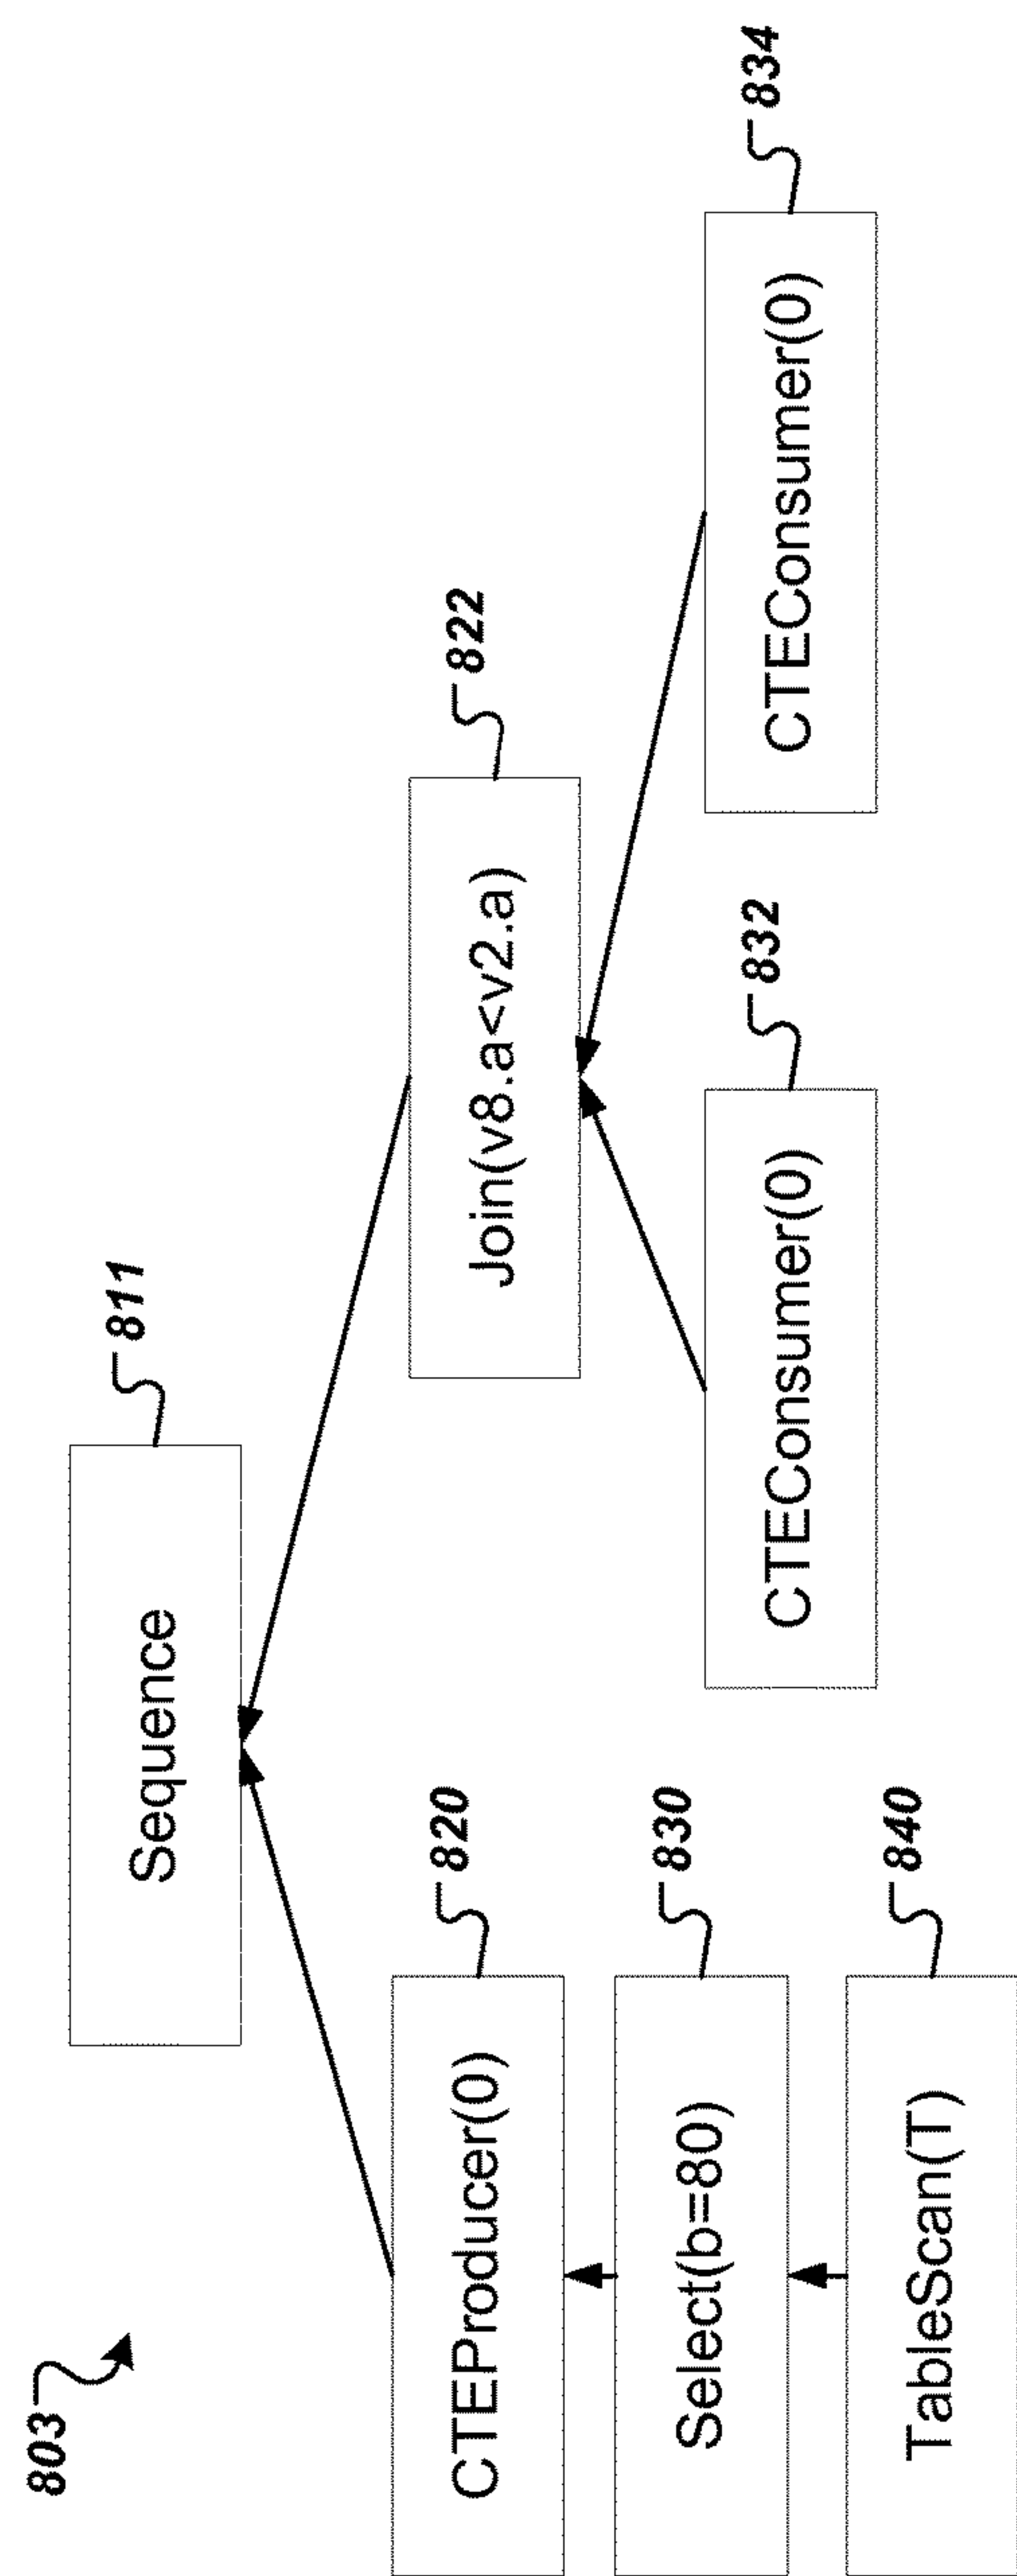 803
Sequence
811
CTEProducer(0)
820
Join(v8.a<v2.a)
822
Select(b=80)
830
CTEConsumer(0)
832
CTEConsumer(0)
834
TableScan(T)
840